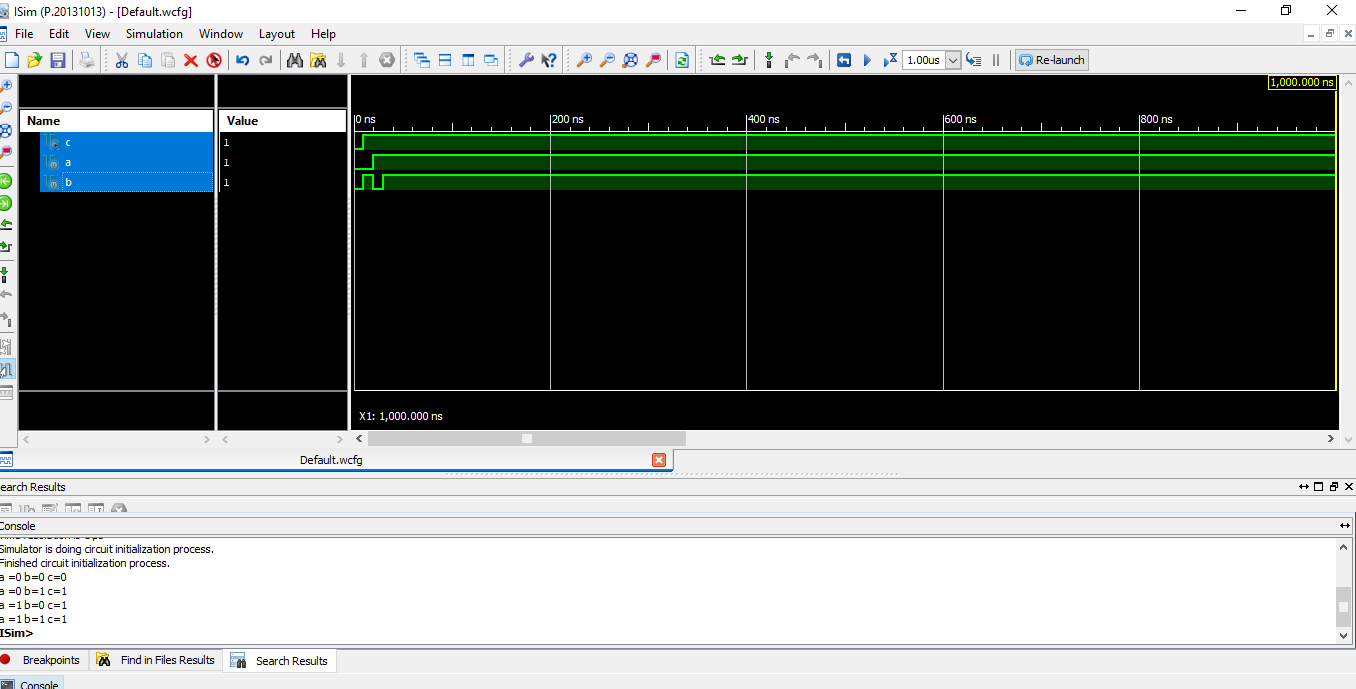 ISim (P.20131013) - [Default.wcfg]
File Edit View Simulation Window Layout Help
1.00us Re-launch
1,000.000 ns
Name Value
0 ns 200 ns 400 ns 600 ns 800 ns
c 1
a 1
b 1
X1: 1,000.000 ns
Default.wcfg
earch Results
Console
Simulator is doing circuit initialization process.
Finished circuit initialization process.
a =0 b=0 c=0
a =0 b=1 c=1
a =1 b=0 c=1
a =1 b=1 c=1
ISim>
Breakpoints Find in Files Results Search Results
Console